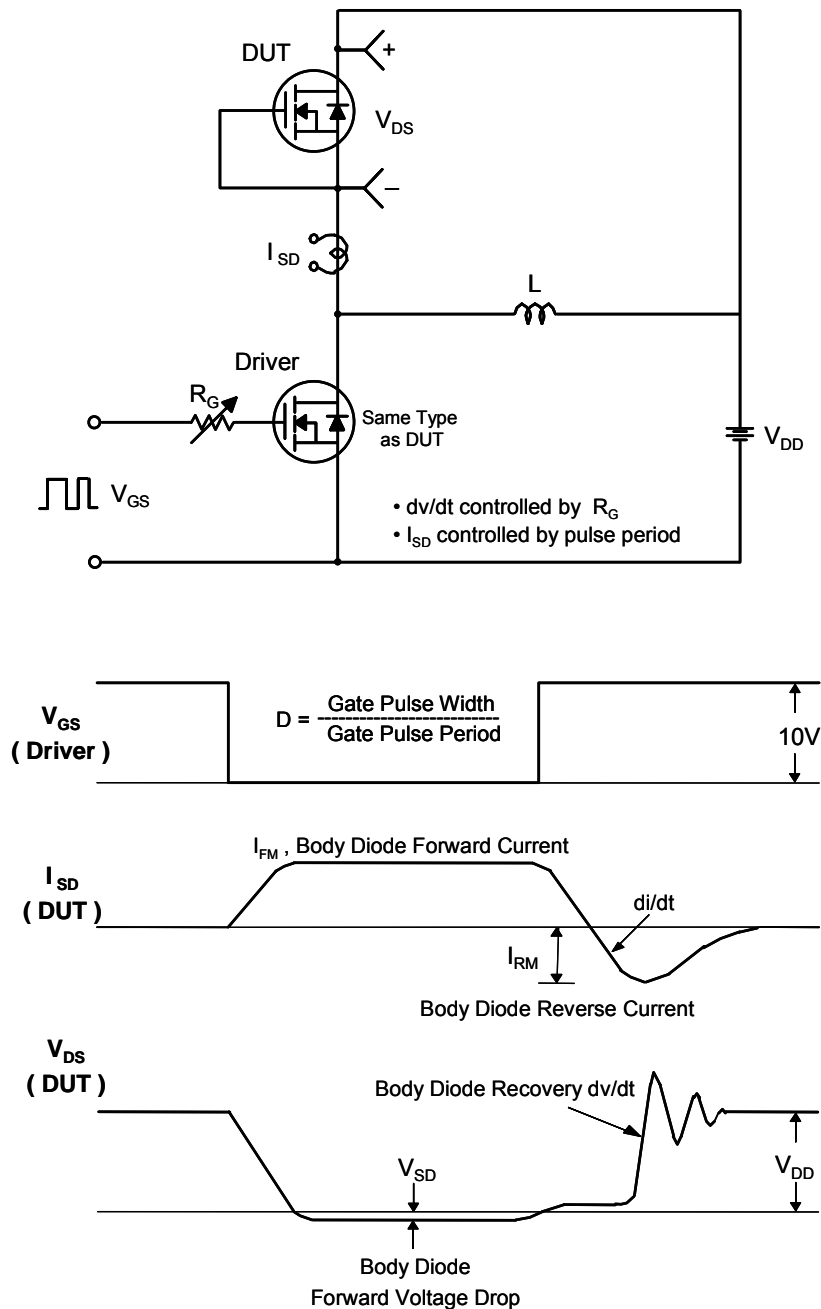 DUT
+
V_DS
–
I_SD
L
Driver
R_G
Same Type
as DUT
V_DD
V_GS
• dv/dt controlled by R_G
• I_SD controlled by pulse period
V_GS
( Driver )
D = Gate Pulse Width
Gate Pulse Period
10V
I_FM , Body Diode Forward Current
I_SD
( DUT )
di/dt
I_RM
Body Diode Reverse Current
V_DS
( DUT )
Body Diode Recovery dv/dt
V_SD
V_DD
Body Diode
Forward Voltage Drop